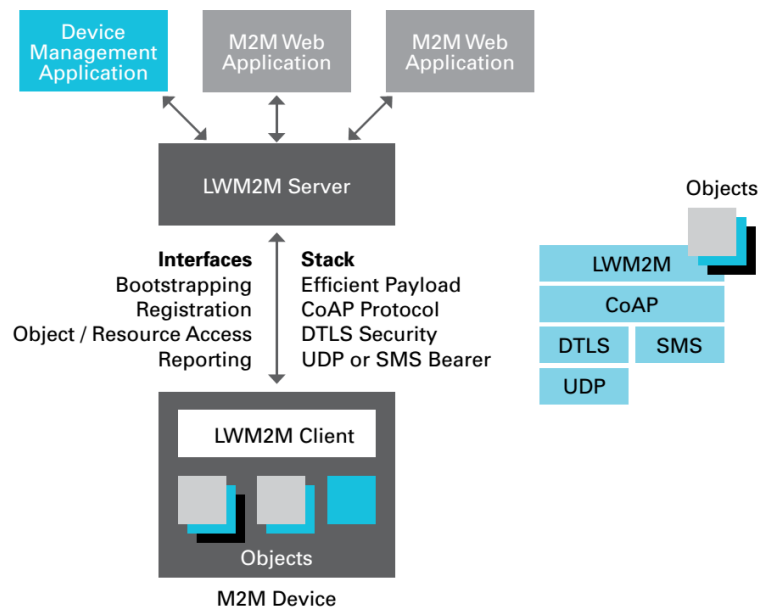 Device
Management
Application
M2M Web
Application
M2M Web
Application
LWM2M Server
Interfaces
Bootstrapping
Registration
Object / Resource Access
Reporting
Stack
Efficient Payload
CoAP Protocol
DTLS Security
UDP or SMS Bearer
LWM2M Client
Objects
M2M Device
Objects
LWM2M
CoAP
DTLS
SMS
UDP